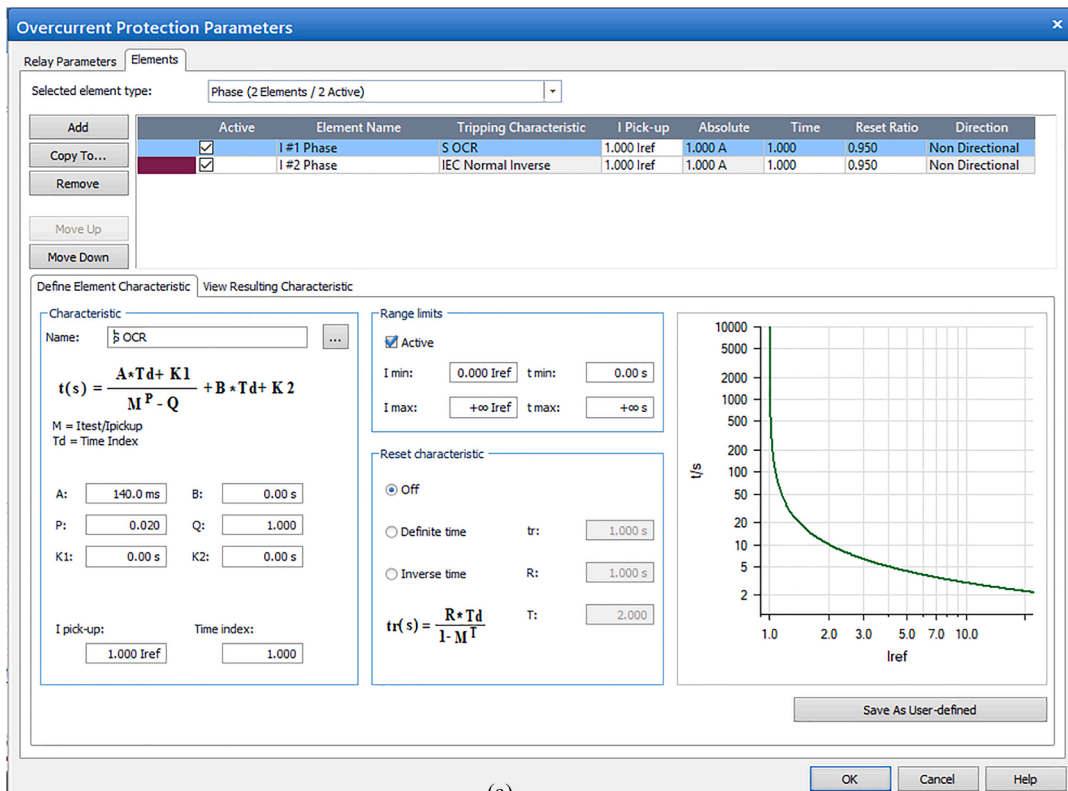 Overcurrent Protection Parameters ×
Relay Parameters Elements
Selected element type: Phase (2 Elements / 2 Active)
Add
Copy To...
Remove
Move Up
Move Down
Active Element Name Tripping Characteristic I Pick-up Absolute Time Reset Ratio Direction
I #1 Phase S OCR 1.000 Iref 1.000 A 1.000 0.950 Non Directional
I #2 Phase IEC Normal Inverse 1.000 Iref 1.000 A 1.000 0.950 Non Directional
Define Element Characteristic View Resulting Characteristic
Characteristic
Name: S OCR ...
t(s) = (A*Td+ K1) / (M^P - Q) + B*Td+ K2
M = Itest/Ipickup
Td = Time Index
A: 140.0 ms B: 0.00 s
P: 0.020 Q: 1.000
K1: 0.00 s K2: 0.00 s
I pick-up: Time index:
1.000 Iref 1.000
Range limits
Active
I min: 0.000 Iref t min: 0.00 s
I max: +∞ Iref t max: +∞ s
Reset characteristic
Off
Definite time tr: 1.000 s
Inverse time R: 1.000 s
T: 2.000
tr(s) = (R*Td) / (1- M^T)
t/s
10000
5000
2000
1000
500
200
100
50
20
10
5
2
1.0 2.0 3.0 5.0 7.0 10.0
Iref
Save As User-defined
OK Cancel Help